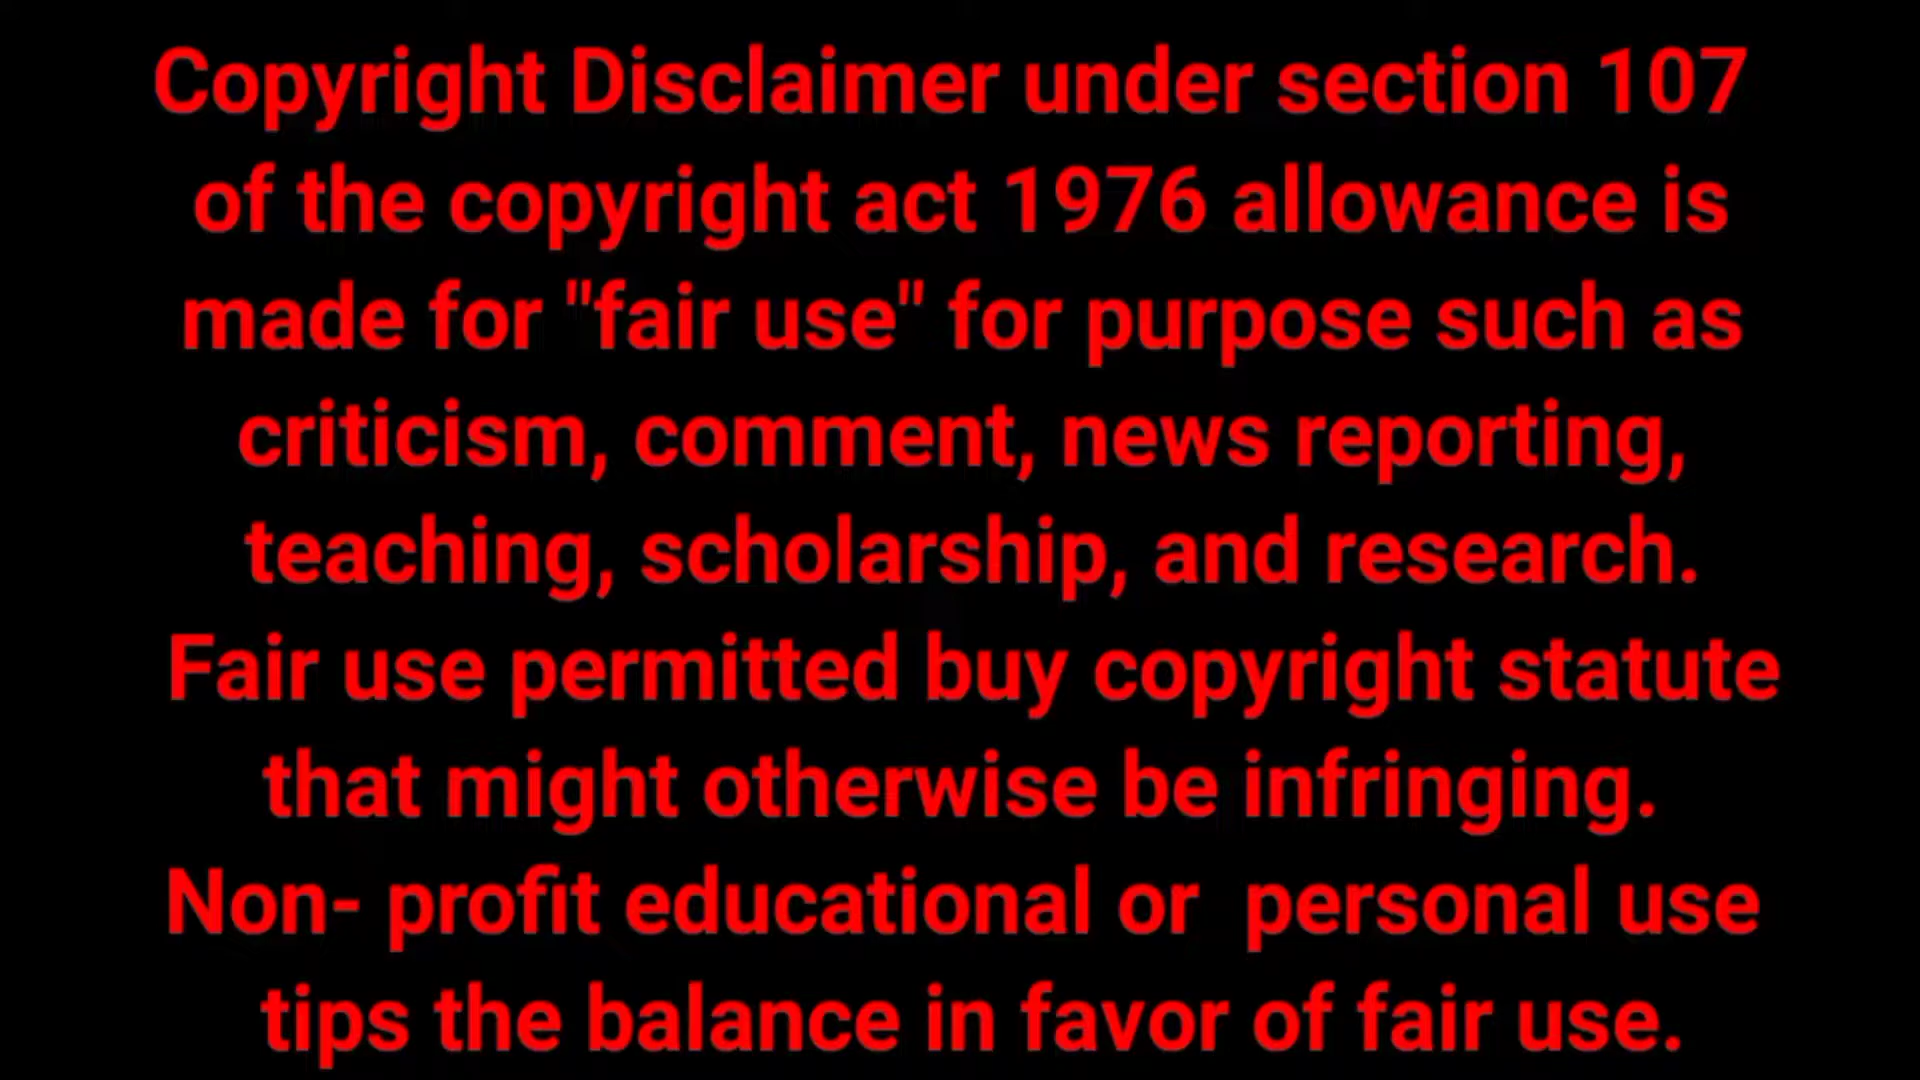 Copyright Disclaimer under section 107
of the copyright act 1976 allowance is
made for "fair use" for purpose such as
criticism, comment, news reporting,
teaching, scholarship, and research.
Fair use permitted buy copyright statute
that might otherwise be infringing.
Non- profit educational or  personal use
tips the balance in favor of fair use.